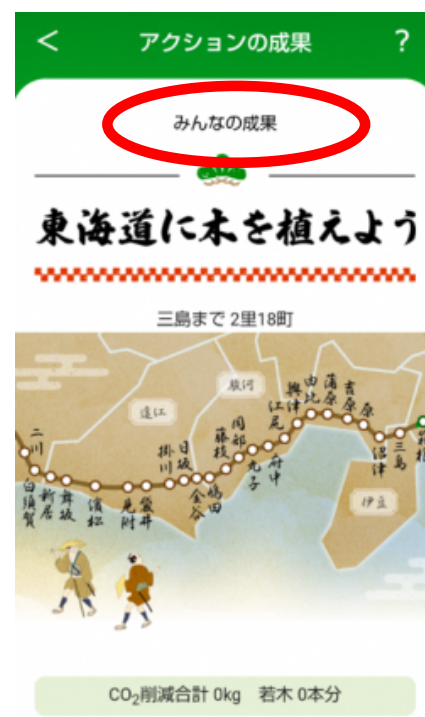 < アクションの成果 ?
みんなの成果
東海道に木を植えよう
三島まで 2里18町
駿河
遠江
伊豆
二川
白須賀
新居
舞坂
濱松
見附
袋井
掛川
日坂
金谷
嶋田
藤枝
岡部
丸子
府中
江尻
興津
由比
蒲原
吉原
原
沼津
三島
箱根
CO₂削減合計 0kg 若木 0本分